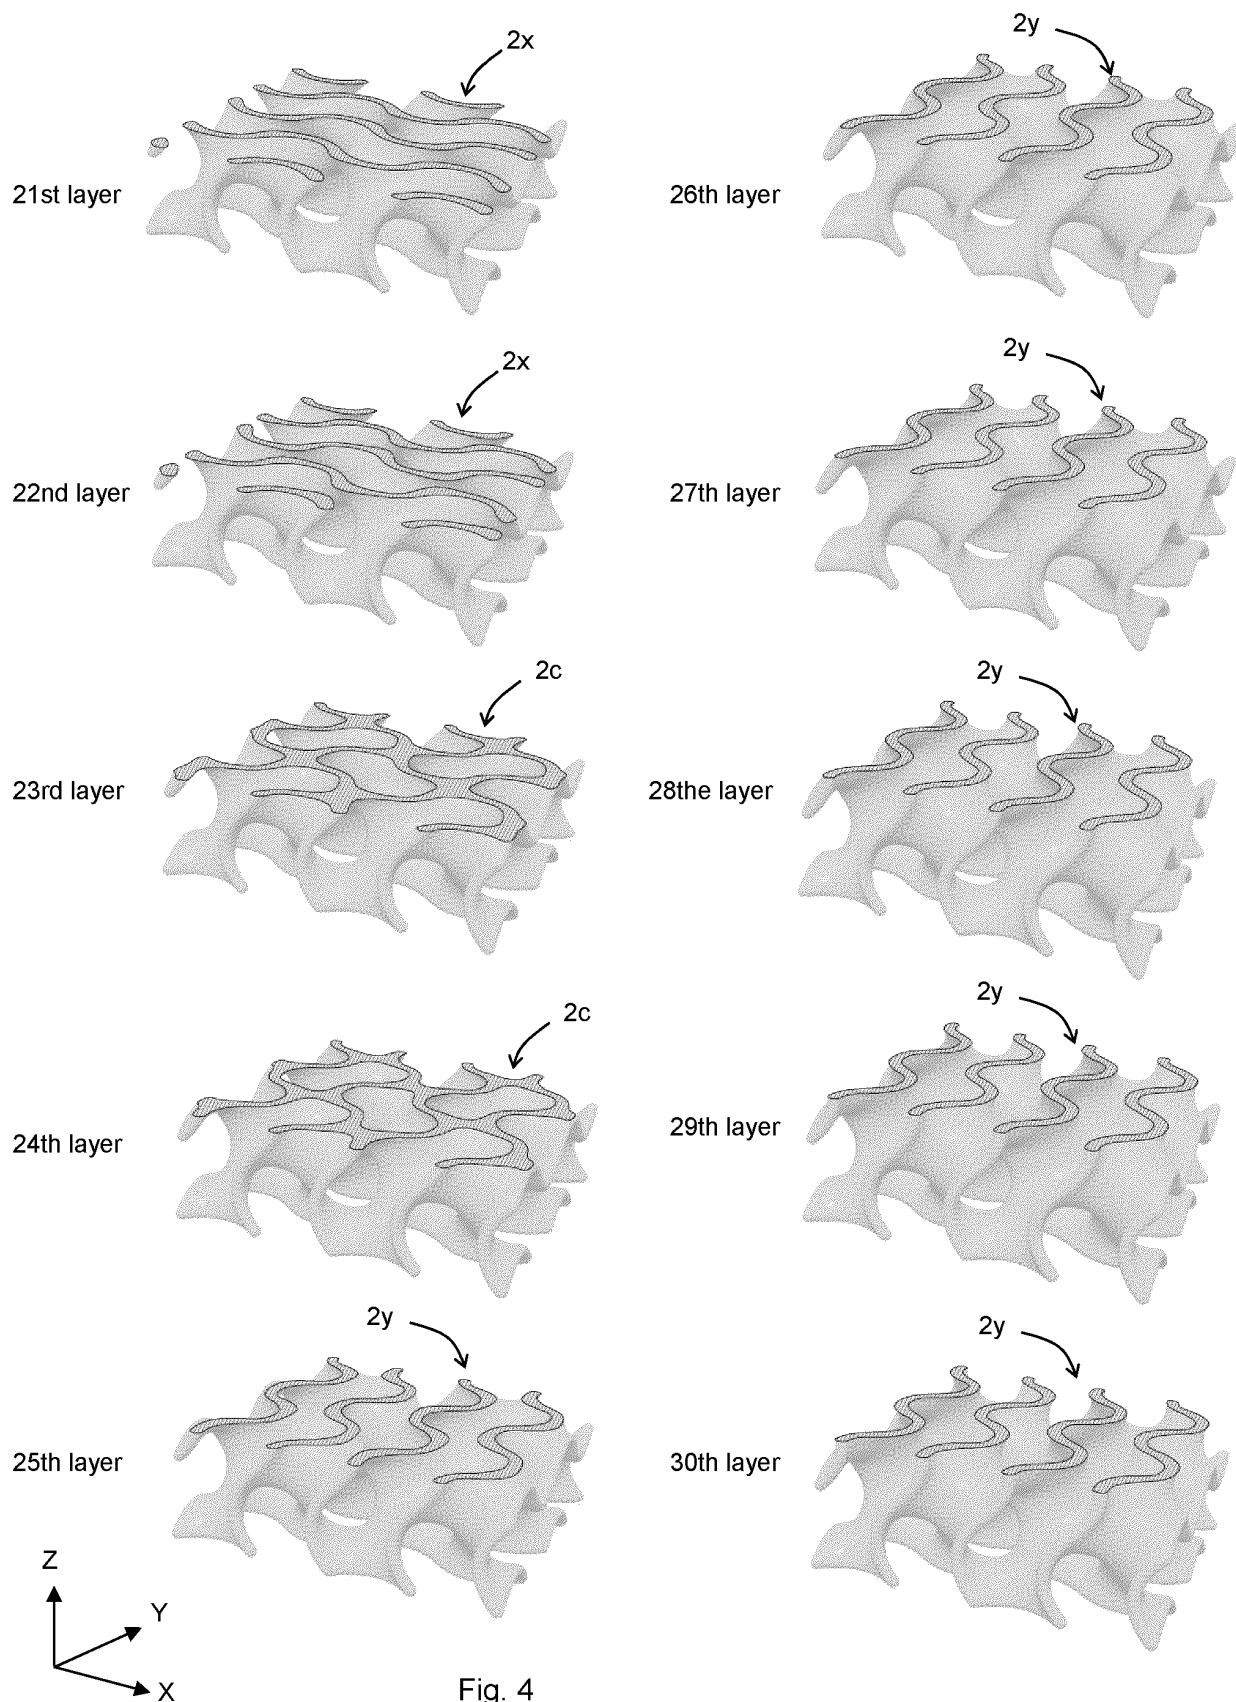 2x
21st layer
2x
22nd layer
2c
23rd layer
2c
24th layer
2y
25th layer
Z
Y
X
2y
26th layer
2y
27th layer
2y
28the layer
2y
29th layer
2y
30th layer
Fig. 4